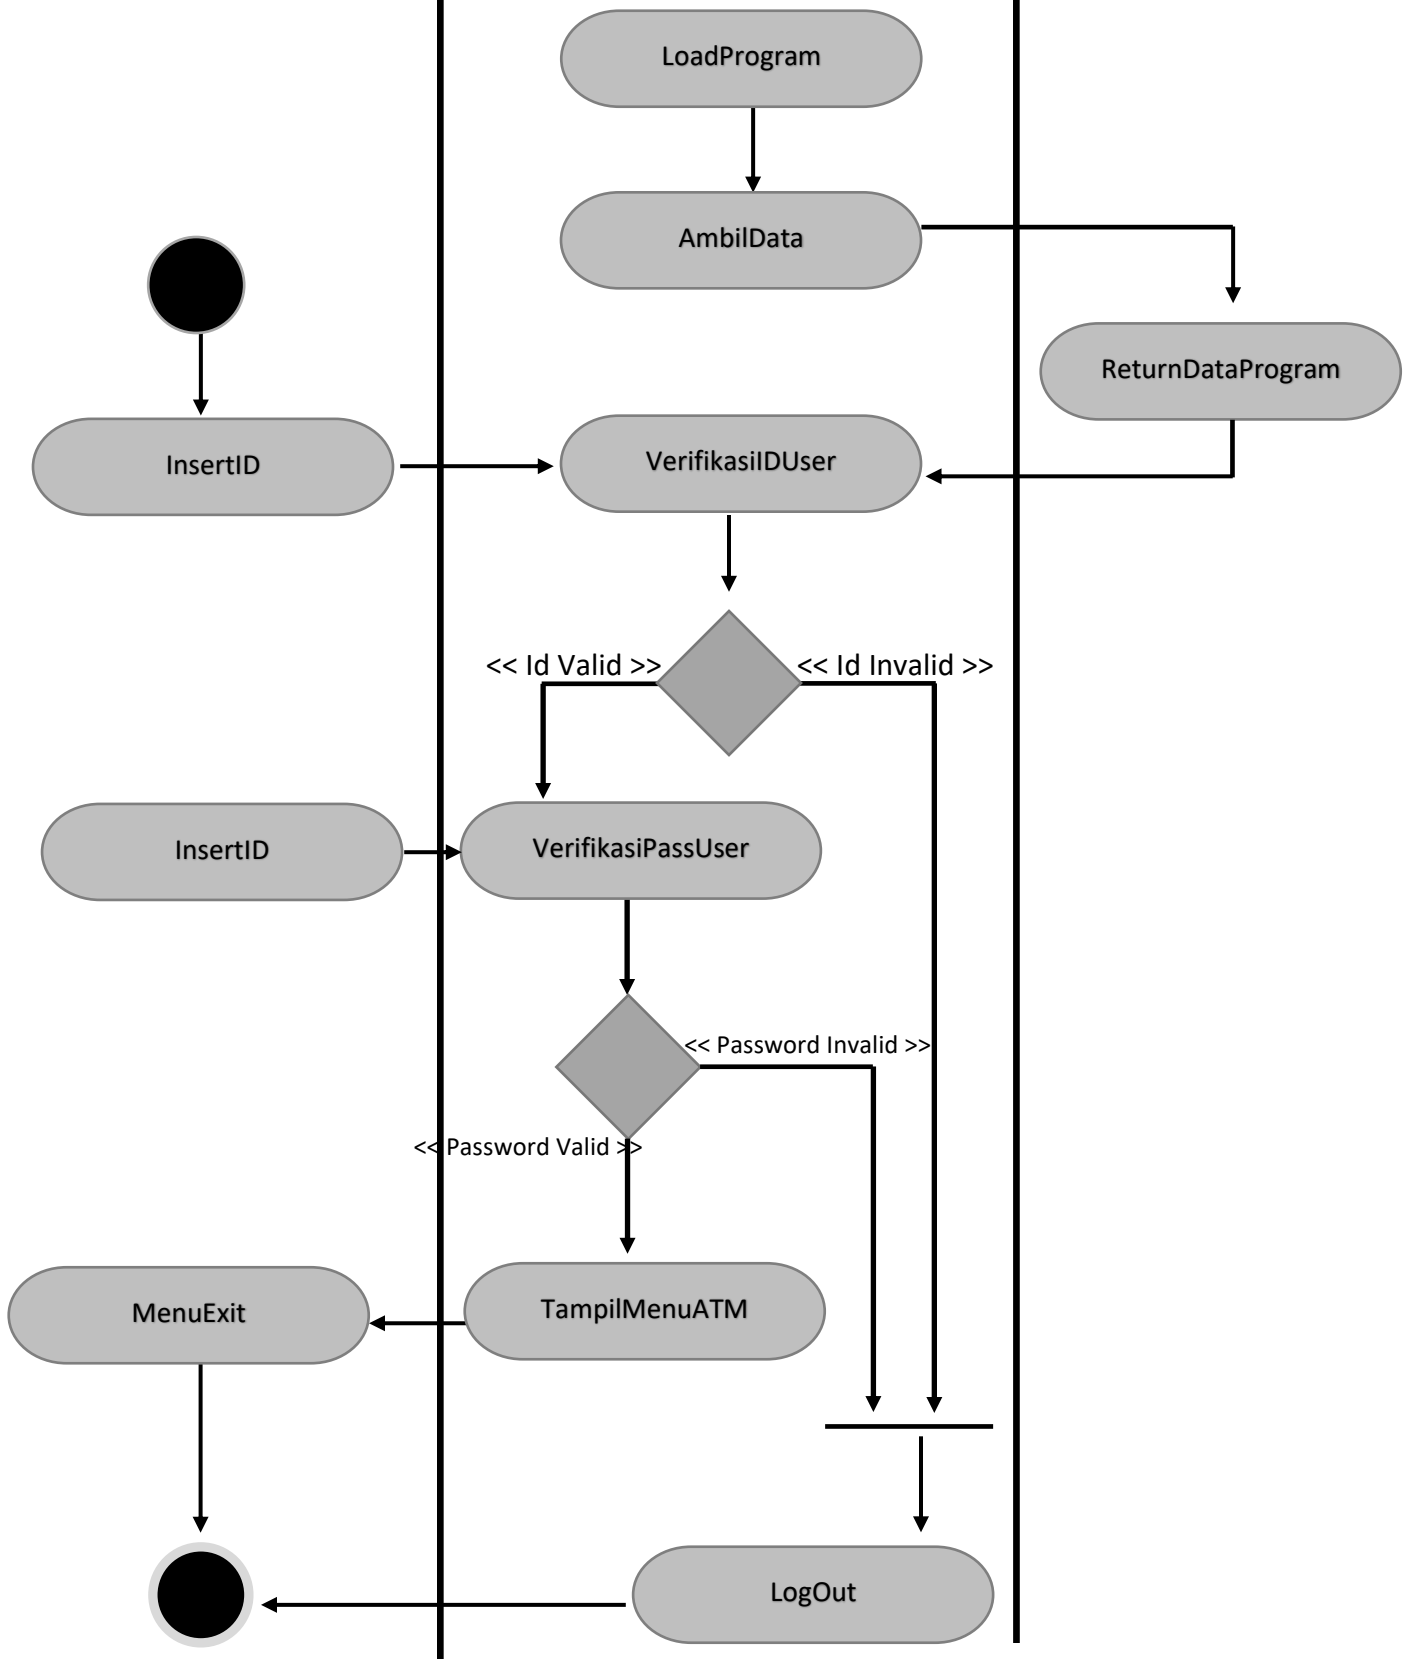 LoadProgram
AmbilData
ReturnDataProgram
InsertID
VerifikasiIDUser
<< Id Valid >>
<< Id Invalid >>
InsertID
VerifikasiPassUser
<< Password Invalid >>
<< Password Valid >>
MenuExit
TampilMenuATM
LogOut